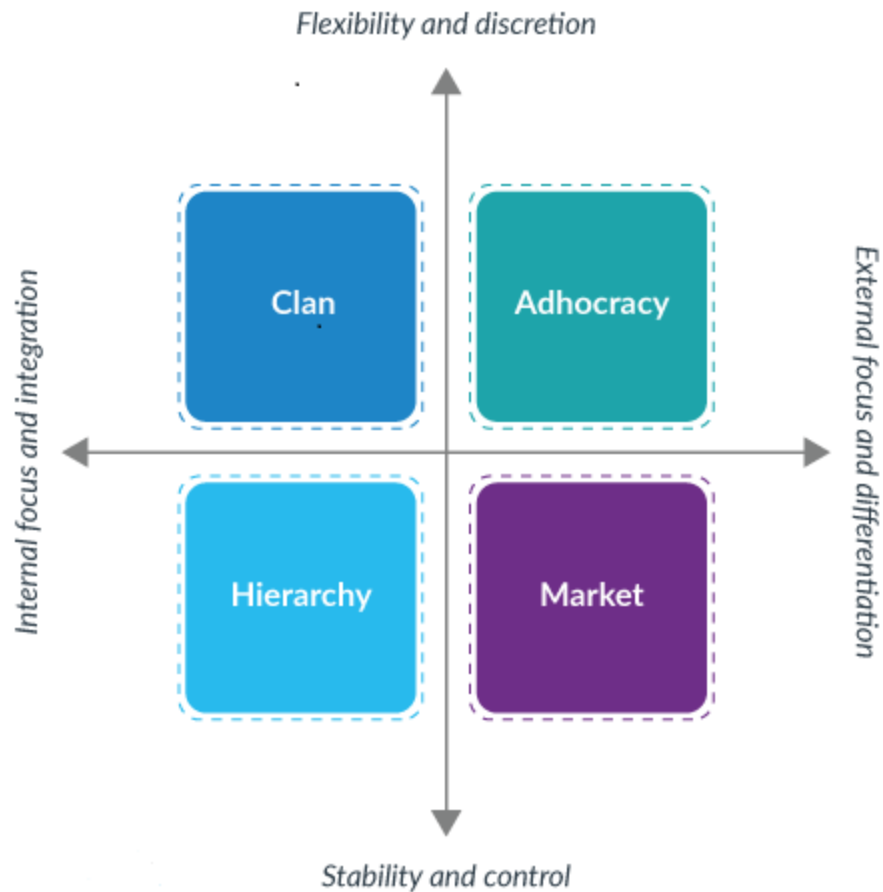 Flexibility and discretion
Internal focus and integration
Clan
Adhocracy
External focus and differentiation
Hierarchy
Market
Stability and control